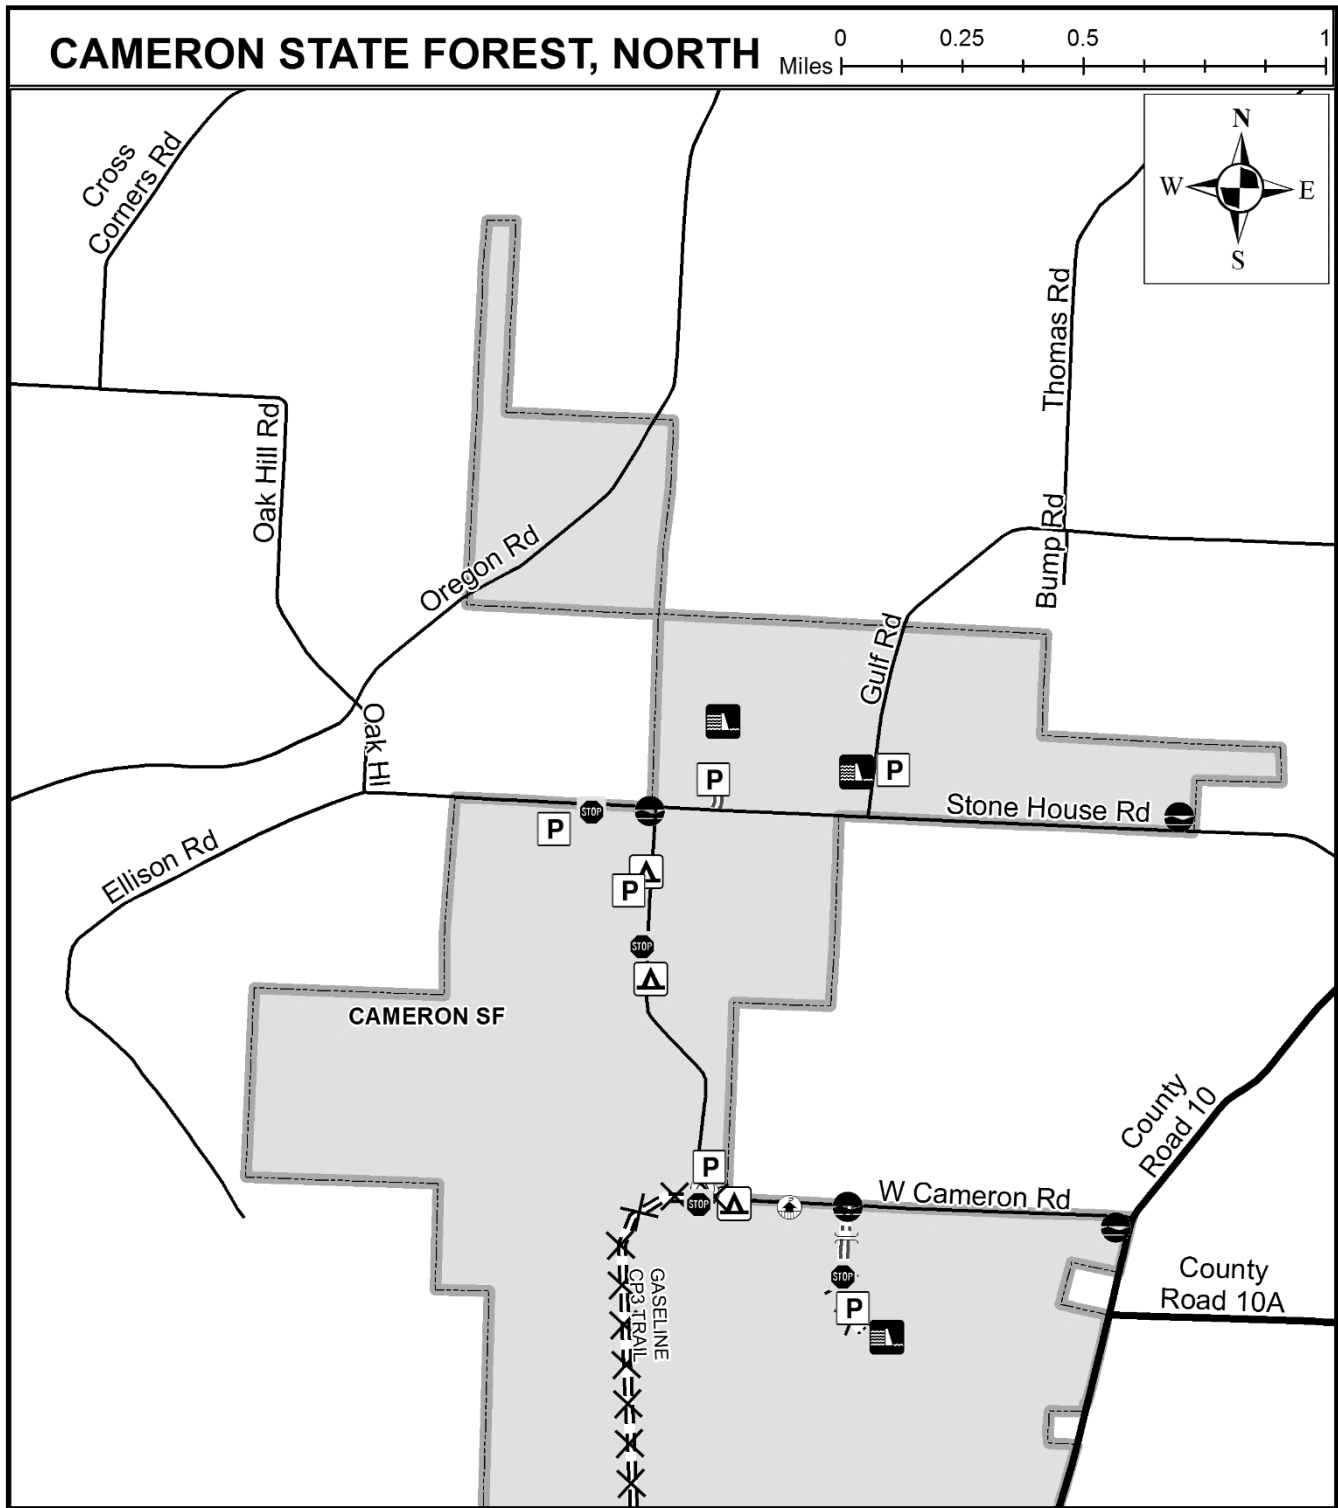 CAMERON STATE FOREST, NORTH
0 0.25 0.5 1
Miles
N
W E
S
Cross
Corners Rd
Thomas Rd
Oak Hill Rd
Bump Rd
Oregon Rd
Gulf Rd
Oak Hl
P
P
Stone House Rd
STOP
P
Ellison Rd
P
STOP
CAMERON SF
County
Road 10
P
W Cameron Rd
STOP
GASELINE
CP3 TRAIL
STOP
P
County
Road 10A